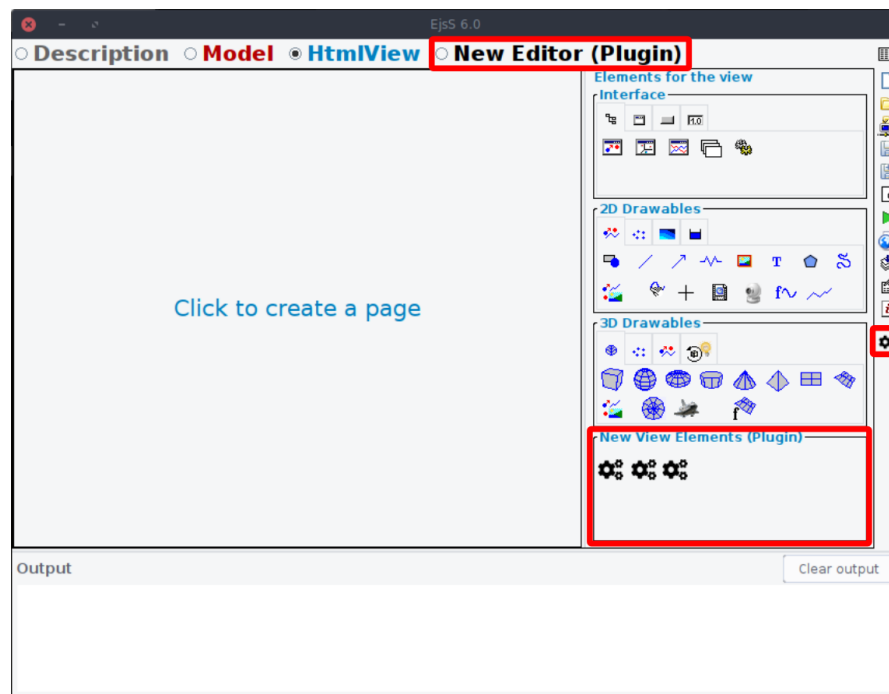 EjsS 6.0
Description Model HtmlView New Editor (Plugin)
Elements for the view
Interface
2D Drawables
T
f
3D Drawables
f
New View Elements (Plugin)
Click to create a page
Output
Clear output